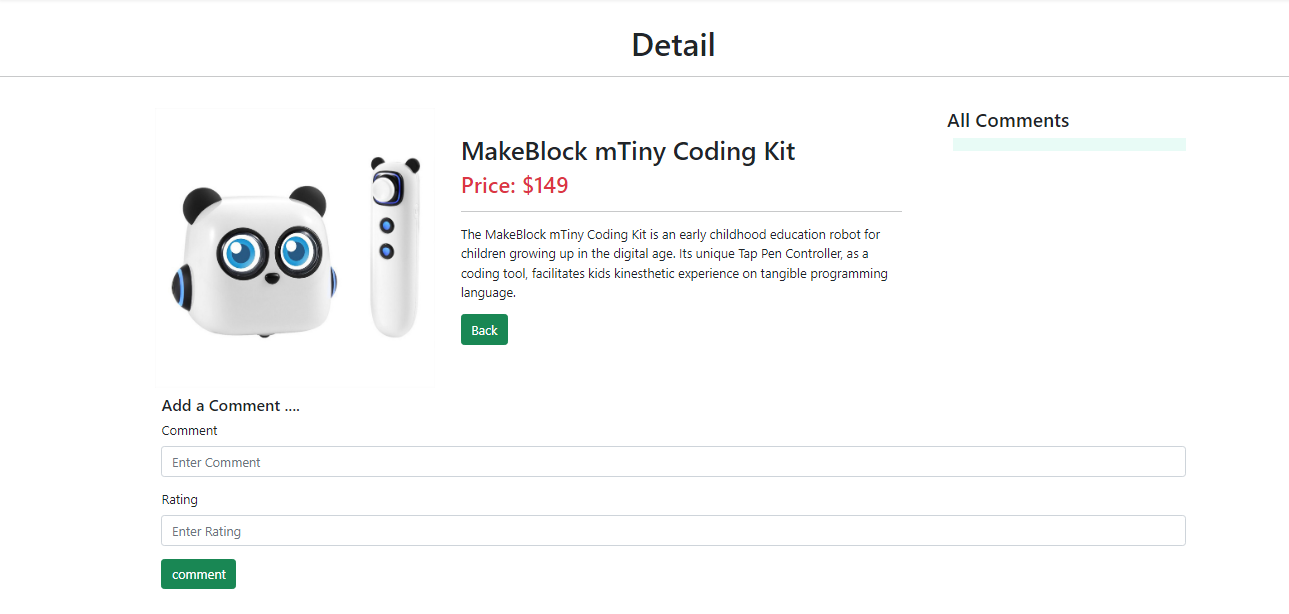 Detail
MakeBlock mTiny Coding Kit
Price: $149
The MakeBlock mTiny Coding Kit is an early childhood education robot for
children growing up in the digital age. Its unique Tap Pen Controller, as a
coding tool, facilitates kids kinesthetic experience on tangible programming
language.
Back
All Comments
Add a Comment ....
Comment
Enter Comment
Rating
Enter Rating
comment